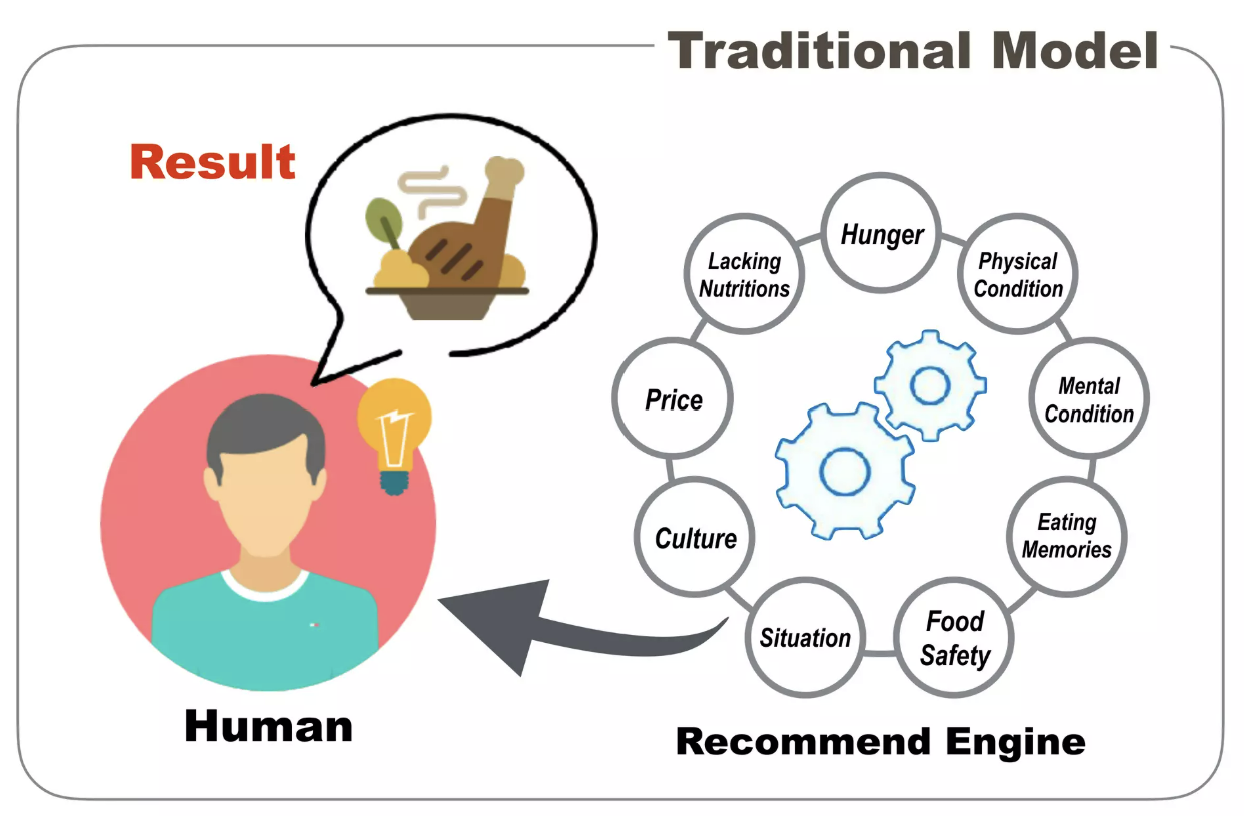 Traditional Model
Result
Hunger
Lacking
Nutritions
Physical
Condition
Price
Mental
Condition
Culture
Eating
Memories
Situation
Food
Safety
Human
Recommend Engine